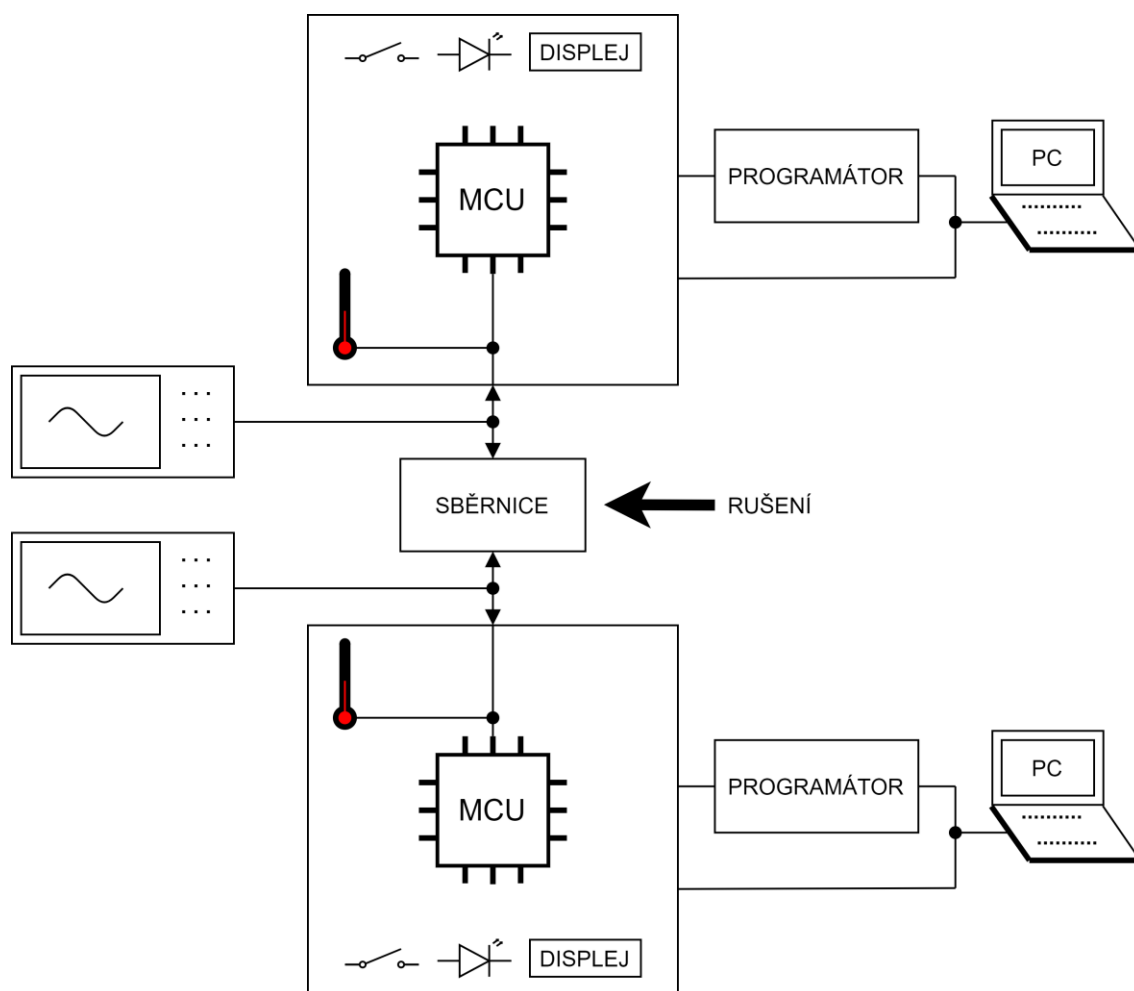 DISPLEJ
MCU
PROGRAMÁTOR
PC
SBĚRNICE
RUŠENÍ
MCU
PROGRAMÁTOR
PC
DISPLEJ